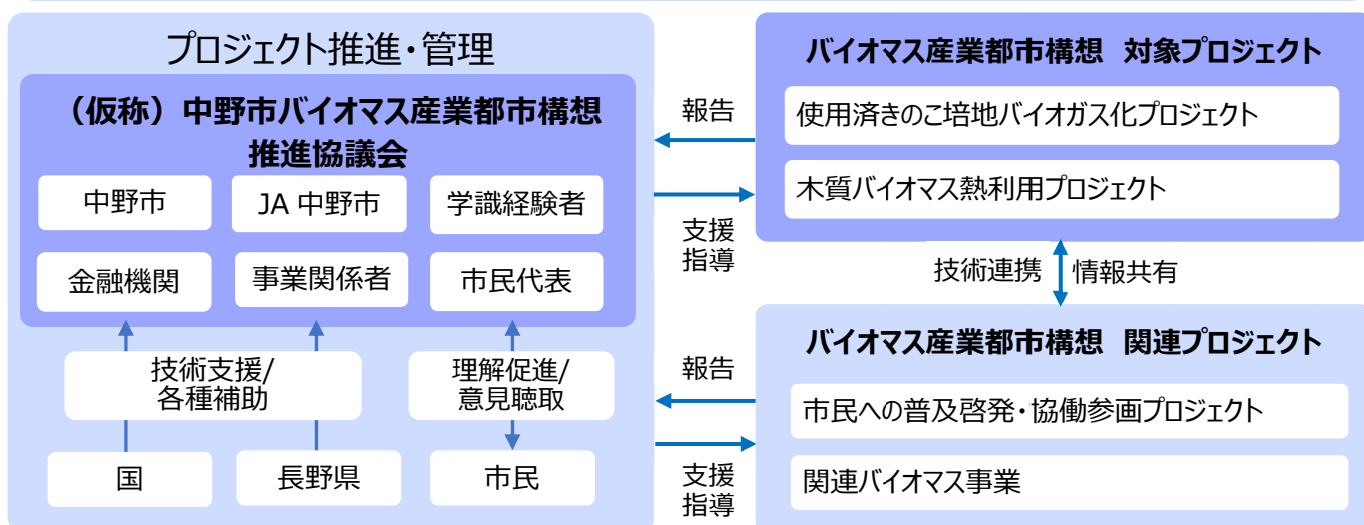 プロジェクト推進・管理
（仮称）中野市バイオマス産業都市構想
推進協議会
中野市
JA 中野市
学識経験者
金融機関
事業関係者
市民代表
技術支援/
各種補助
理解促進/
意見聴取
国
長野県
市民
報告
支援
指導
報告
支援
指導
バイオマス産業都市構想 対象プロジェクト
使用済きのこ培地バイオガス化プロジェクト
木質バイオマス熱利用プロジェクト
技術連携
情報共有
バイオマス産業都市構想 関連プロジェクト
市民への普及啓発・協働参画プロジェクト
関連バイオマス事業